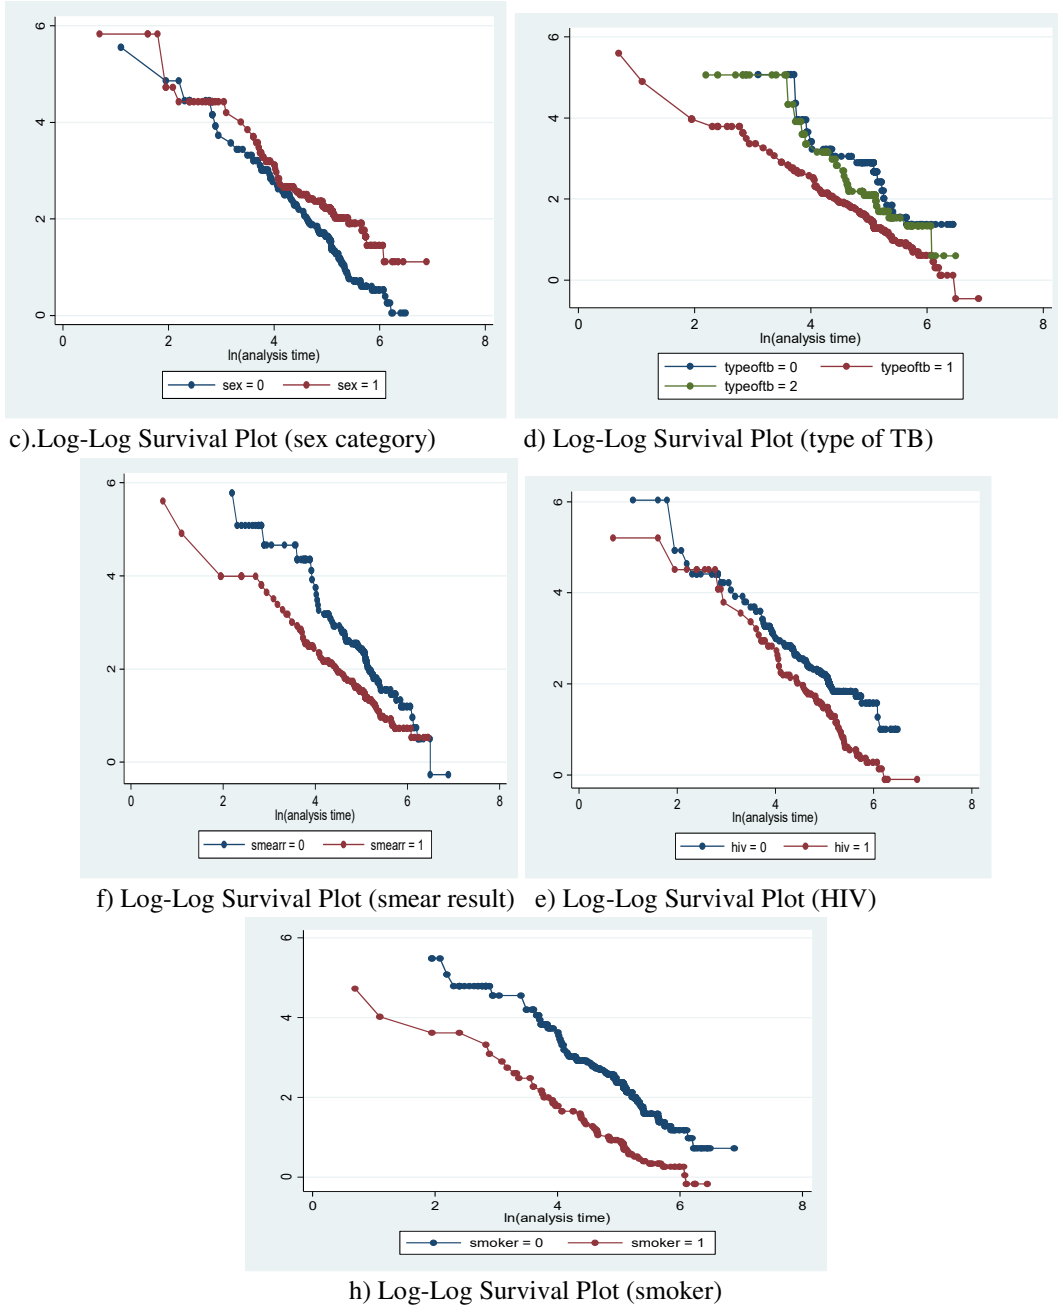 6
4
2
0
0 2 4 6 8
ln(analysis time)
sex = 0 sex = 1
6
4
2
0
0 2 4 6 8
ln(analysis time)
typeoftb = 0 typeoftb = 1
typeoftb = 2
c).Log-Log Survival Plot (sex category) d) Log-Log Survival Plot (type of TB)
6
4
2
0
0 2 4 6 8
ln(analysis time)
smearr = 0 smearr = 1
6
4
2
0
0 2 4 6 8
ln(analysis time)
hiv = 0 hiv = 1
f) Log-Log Survival Plot (smear result) e) Log-Log Survival Plot (HIV)
6
4
2
0
0 2 4 6 8
ln(analysis time)
smoker = 0 smoker = 1
h) Log-Log Survival Plot (smoker)